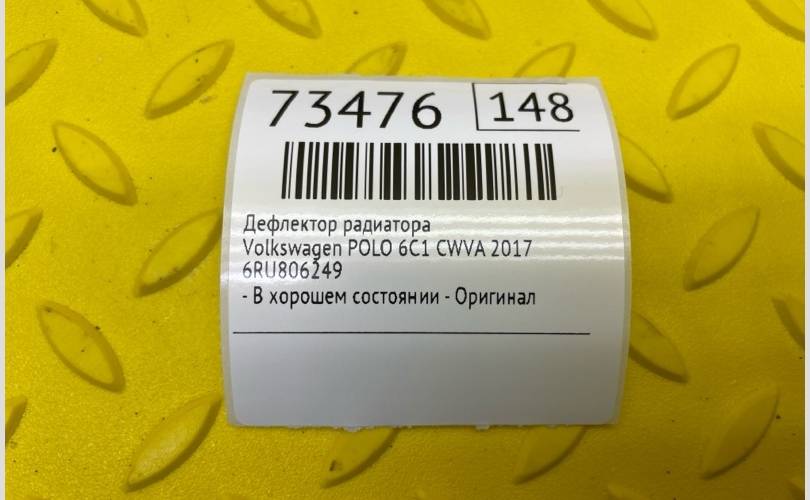 73476 148
Дефлектор радиатора
Volkswagen POLO 6C1 CWVA 2017
6RU806249
- В хорошем состоянии - Оригинал